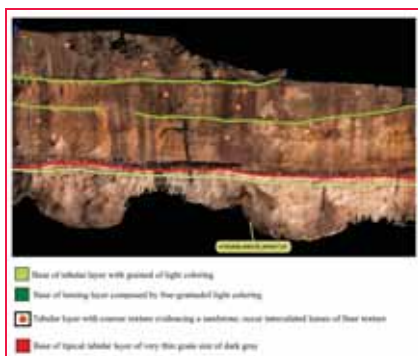 Base of tabular layer with grained of light coloring
Base of lensing layer composed by fine-grained of light coloring
Tabular layer with coarse texture evidencing a sandstone, occur intercalated lenses of finer texture
Base of typical tabular layer of very thin grain size of dark gray